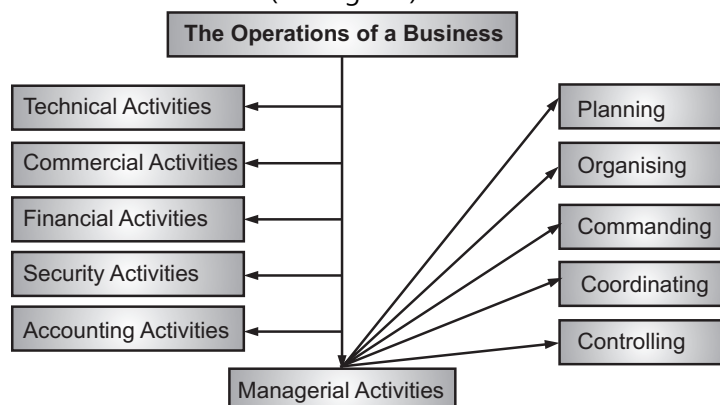 The Operations of a Business
Technical Activities
Commercial Activities
Financial Activities
Security Activities
Accounting Activities
Managerial Activities
Planning
Organising
Commanding
Coordinating
Controlling